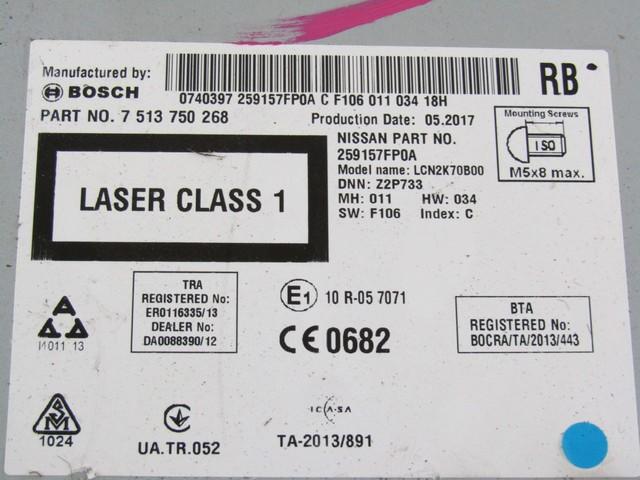 Manufactured by:
BOSCH
RB
0740397 259157FP0A C F106 011 034 18H
PART NO. 7 513 750 268
Production Date: 05.2017
NISSAN PART NO.
259157FP0A
Model name: LCN2K70B00
DNN: Z2P733
MH: 011 HW: 034
SW: F106 Index: C
Mounting Screws
ISO
M5x8 max.
LASER CLASS 1
TRA
REGISTERED No:
ER0116335/13
DEALER No:
DA0088390/12
E1 10 R-05 7071
CE 0682
BTA
REGISTERED No:
BOCRA/TA/2013/443
1024
UA.TR.052
ICASA
TA-2013/891